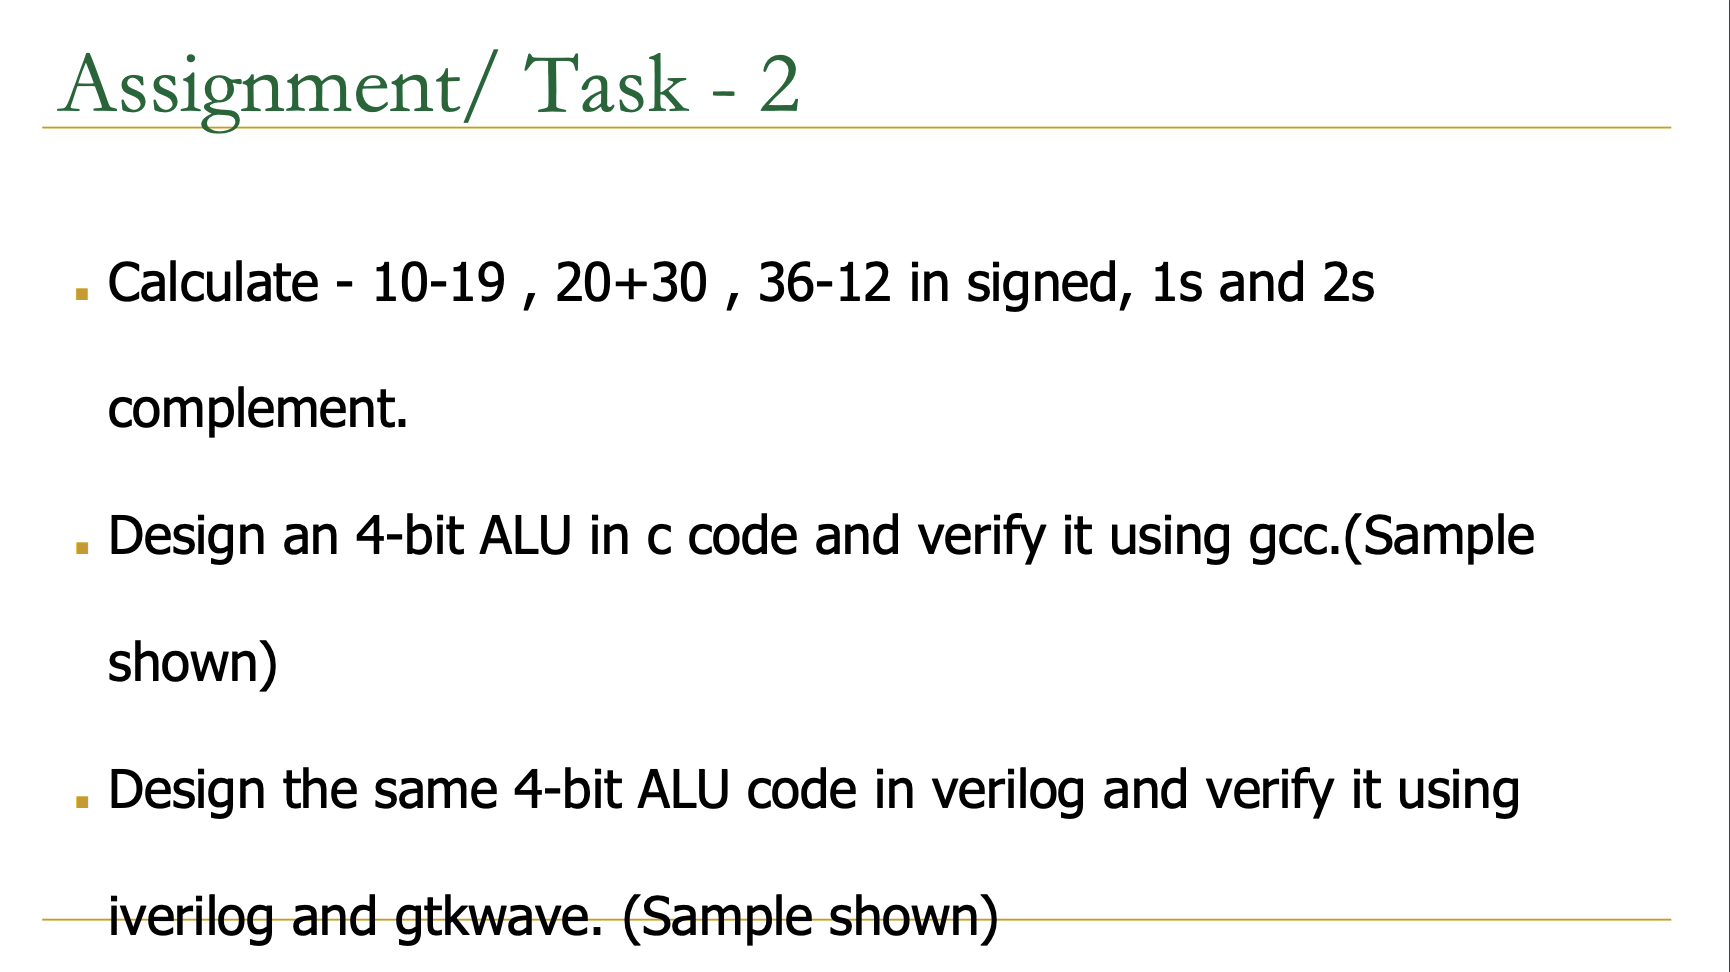 Assignment/ Task - 2
Calculate - 10-19 , 20+30 , 36-12 in signed, 1s and 2s
complement.
Design an 4-bit ALU in c code and verify it using gcc.(Sample
shown)
Design the same 4-bit ALU code in verilog and verify it using
iverilog and gtkwave. (Sample shown)